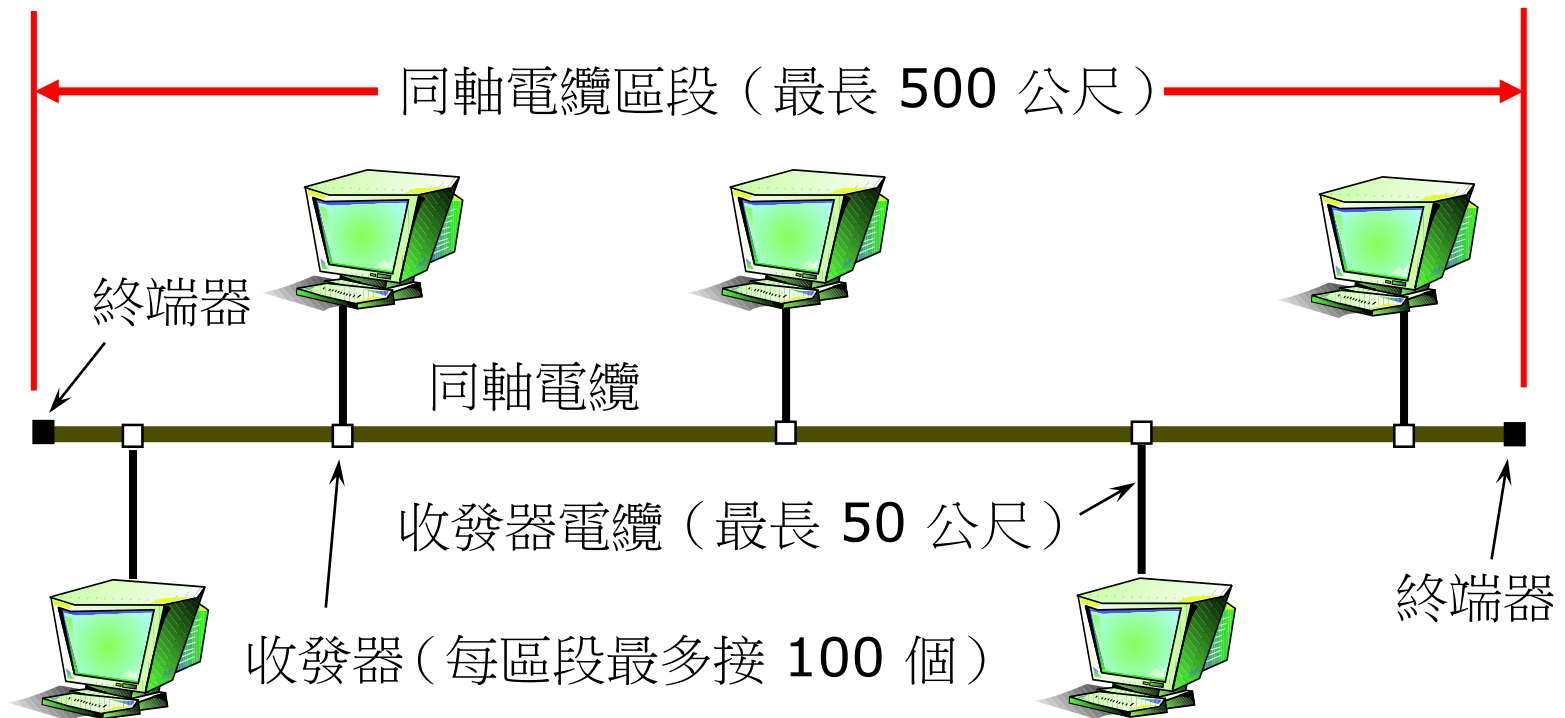 同軸電纜區段（最長 500 公尺）
終端器
同軸電纜
收發器電纜（最長 50 公尺）
終端器
收發器（每區段最多接 100 個）